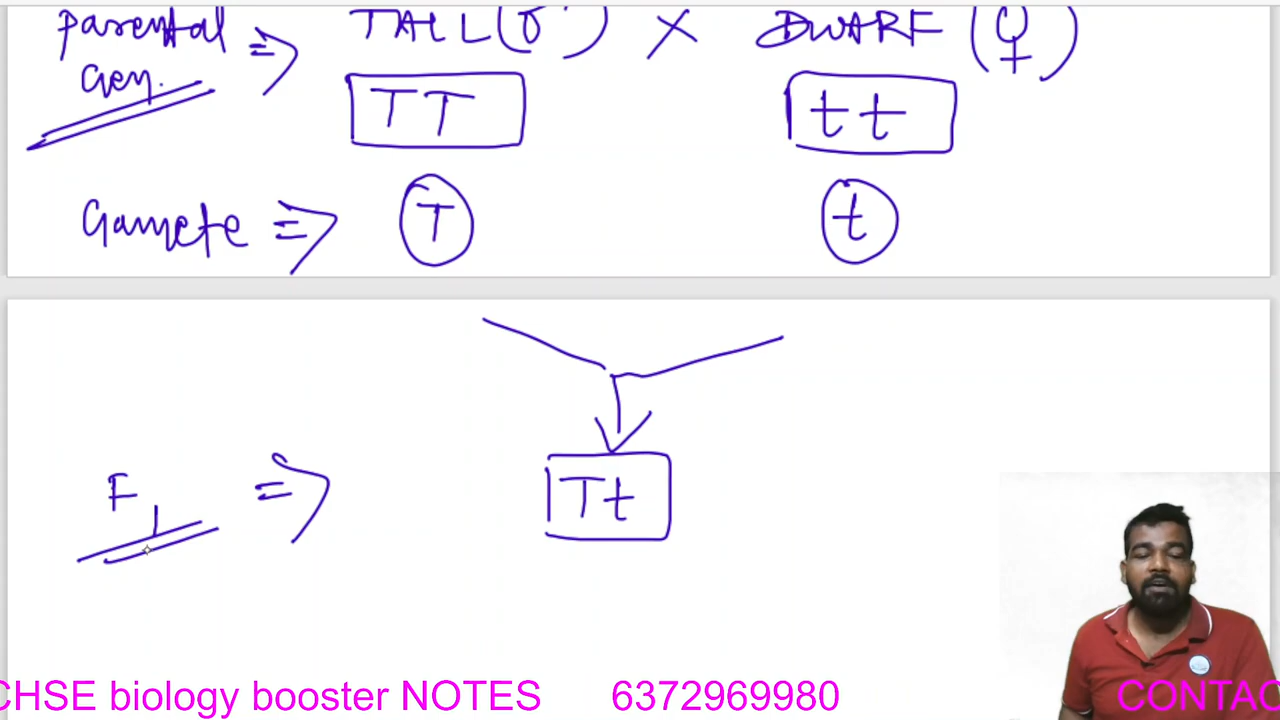 Parental => TALL (♂) X DWARF (♀)
Gen.
TT tt
Gamete => T t
F1 => Tt
CHSE biology booster NOTES 6372969980 CONTAC